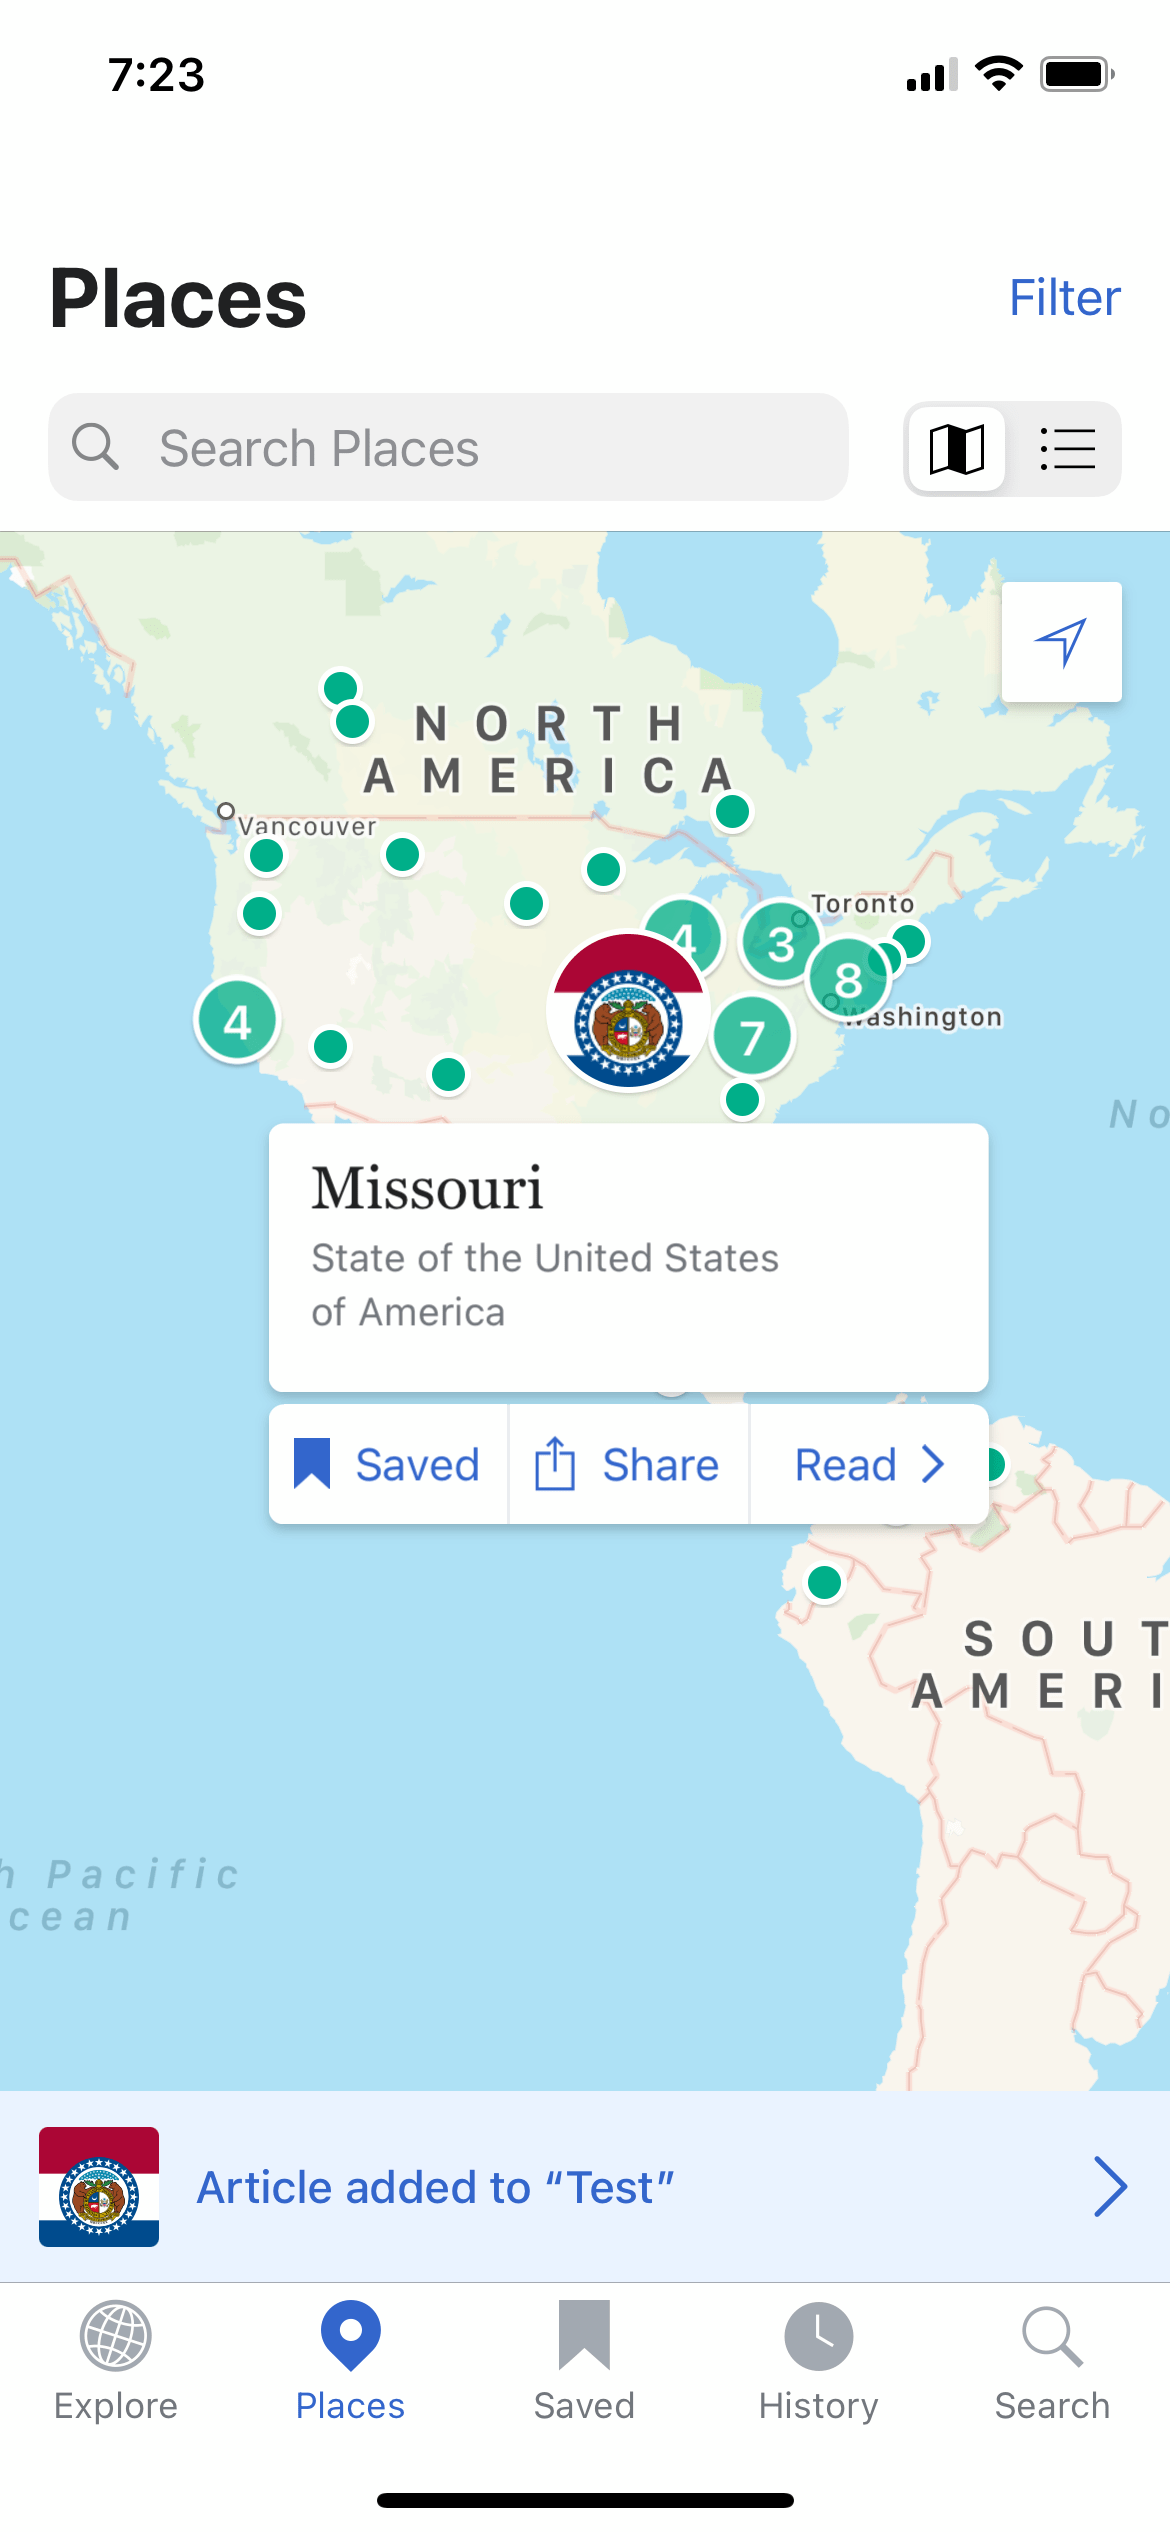 7:23
Places
Filter
Search Places
NORTH
AMERICA
Vancouver
Toronto
4
3
8
4
7
Washington
No
Missouri
State of the United States
of America
Saved
Share
Read
SOUT
AMERI
h Pacific
cean
Article added to “Test”
Explore
Places
Saved
History
Search